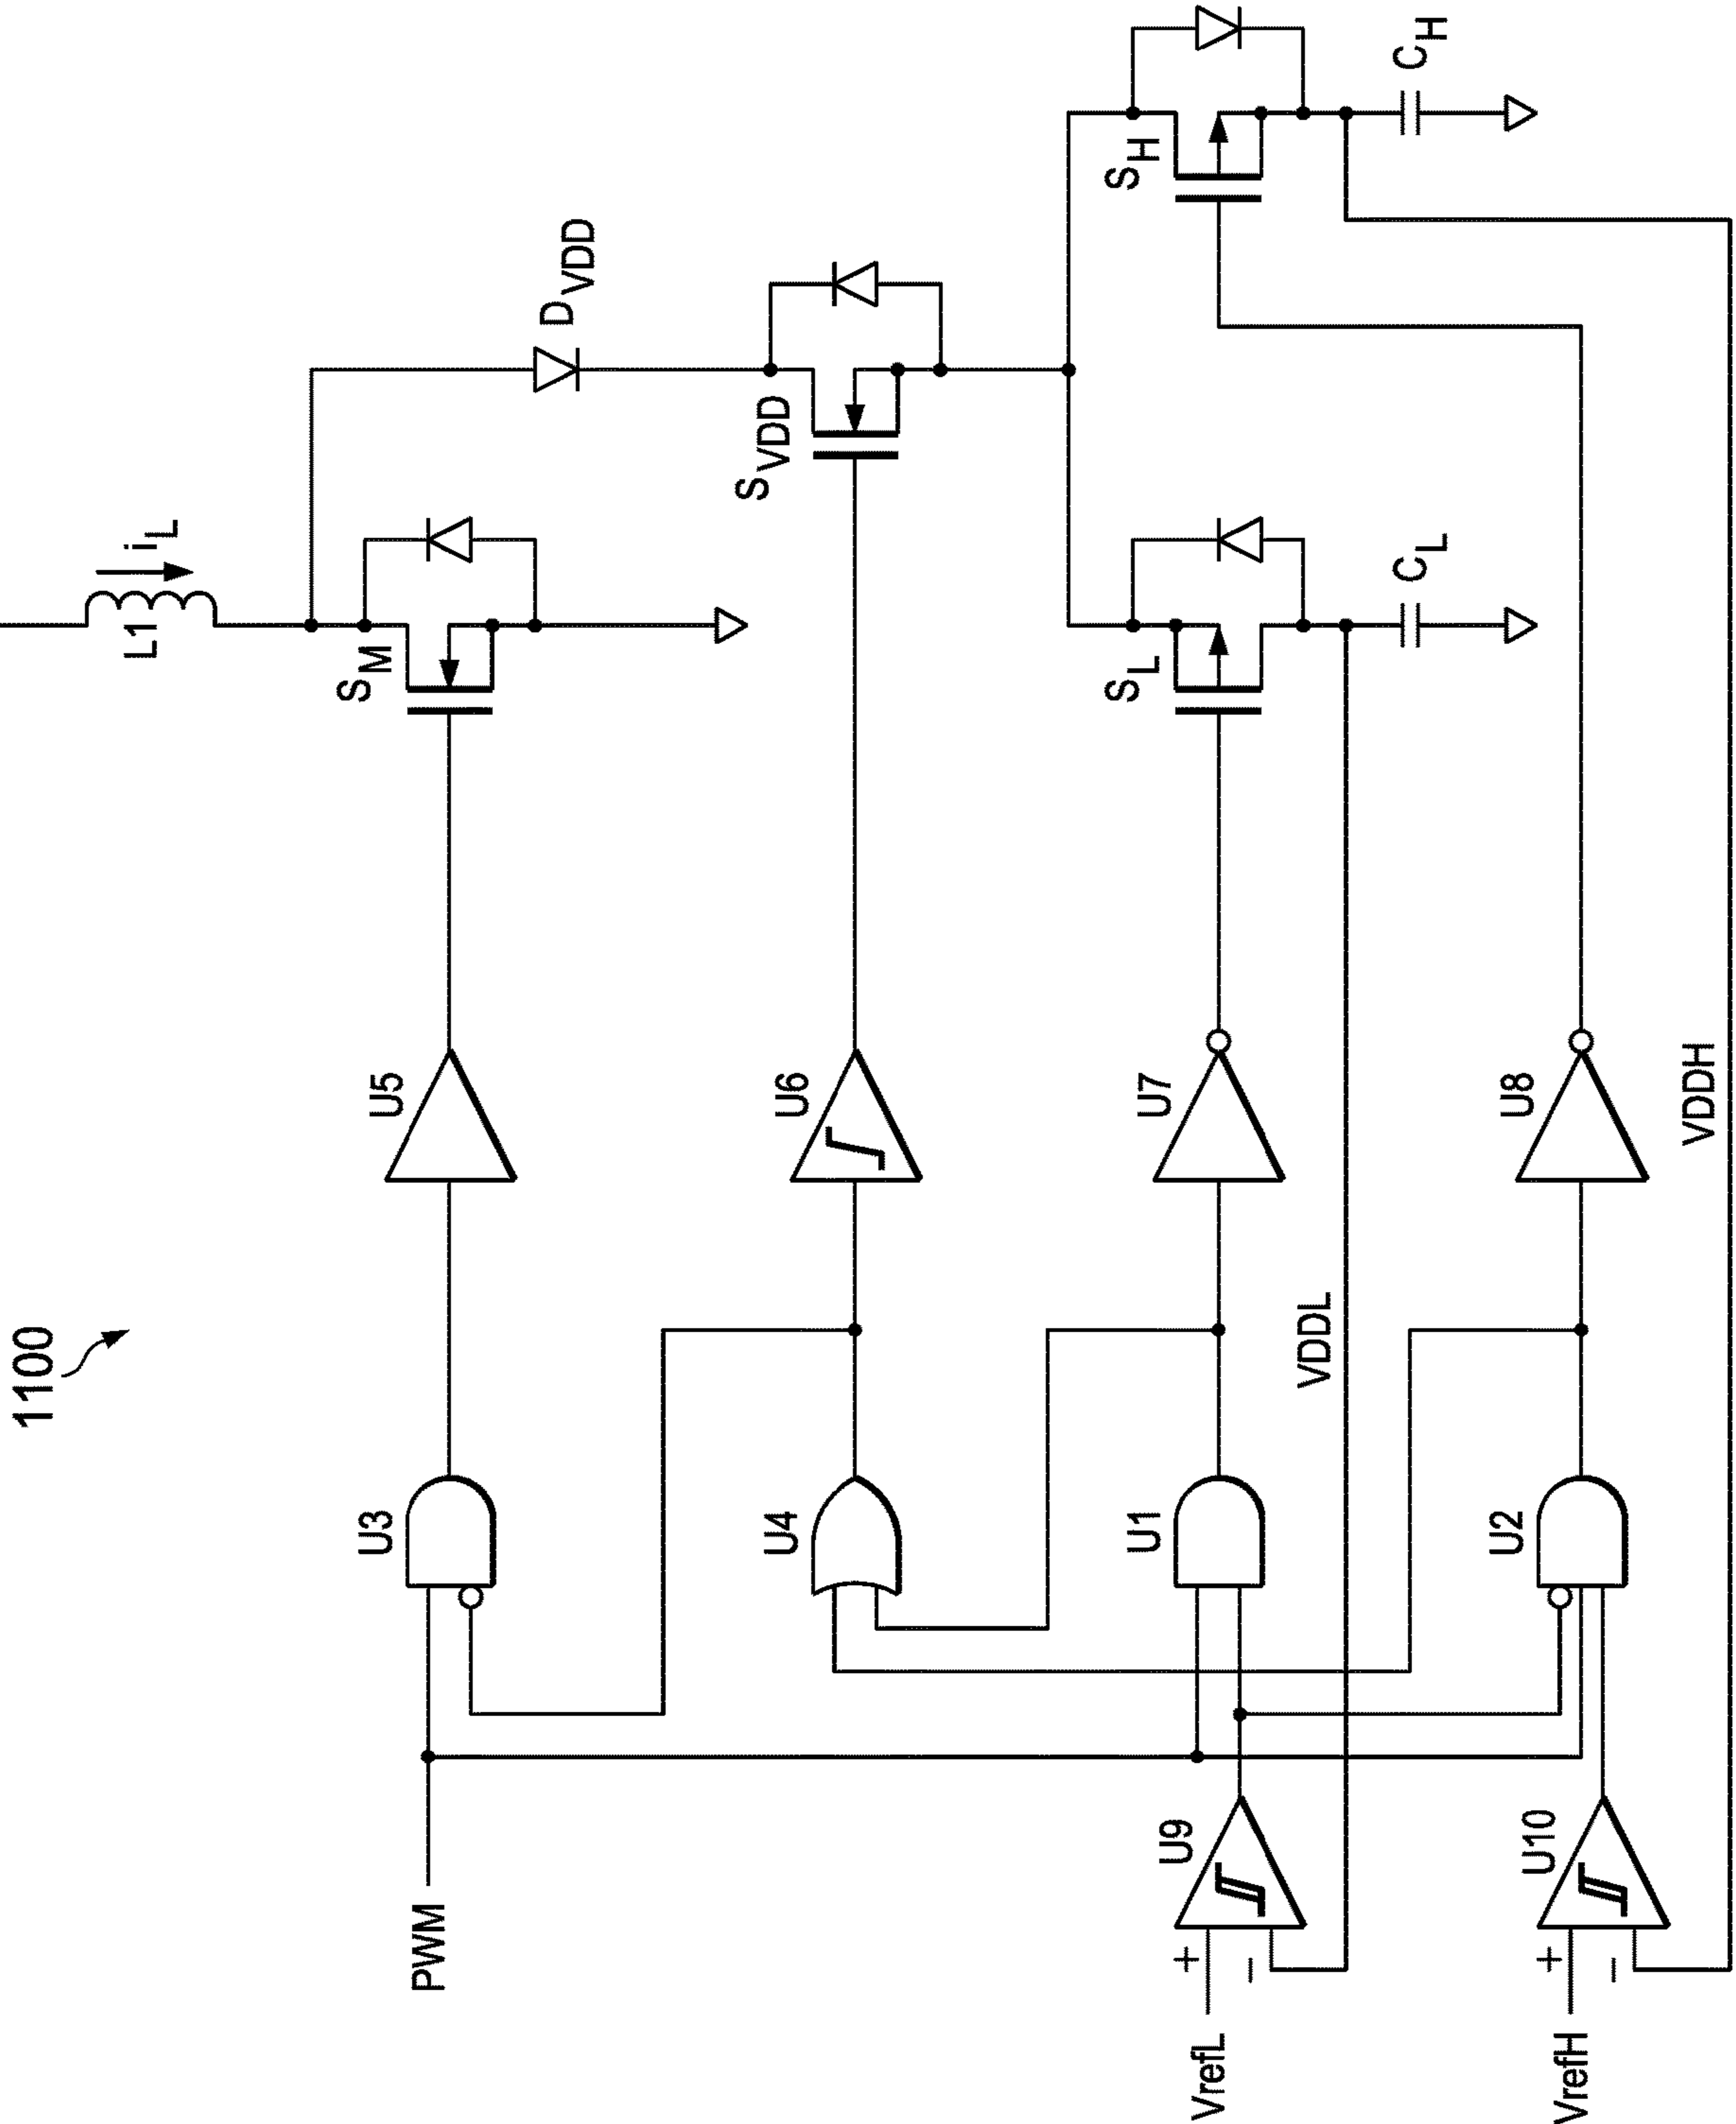 1100
L1
iL
SM
DVDD
SVDD
U3
U5
U4
U6
PWM
U9
U1
U7
SL
SH
VrefL
+
−
VDDL
CL
CH
U10
U2
U8
VrefH
+
−
VDDH